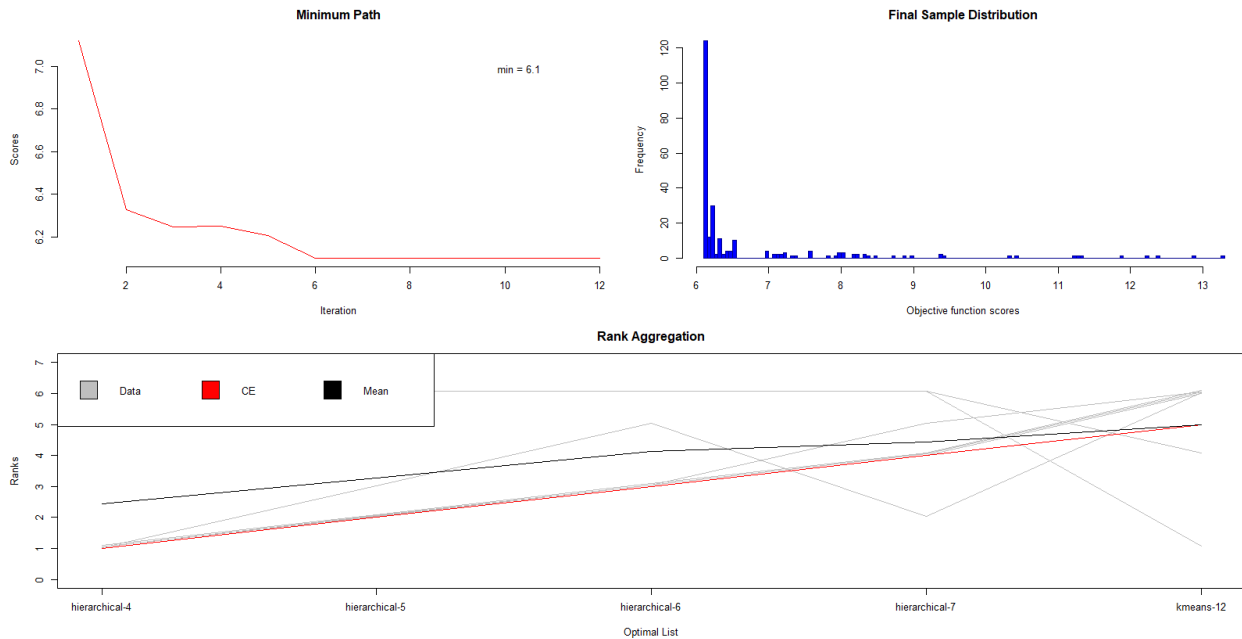 Minimum Path
7.0
6.8
6.6
6.4
6.2
Scores
min = 6.1
2 4 6 8 10 12
Iteration
Final Sample Distribution
120
100
80
60
40
20
0
Frequency
6 7 8 9 10 11 12 13
Objective function scores
Rank Aggregation
7
6
5
4
3
2
1
0
Ranks
Data CE Mean
hierarchical-4 hierarchical-5 hierarchical-6 hierarchical-7 kmeans-12
Optimal List